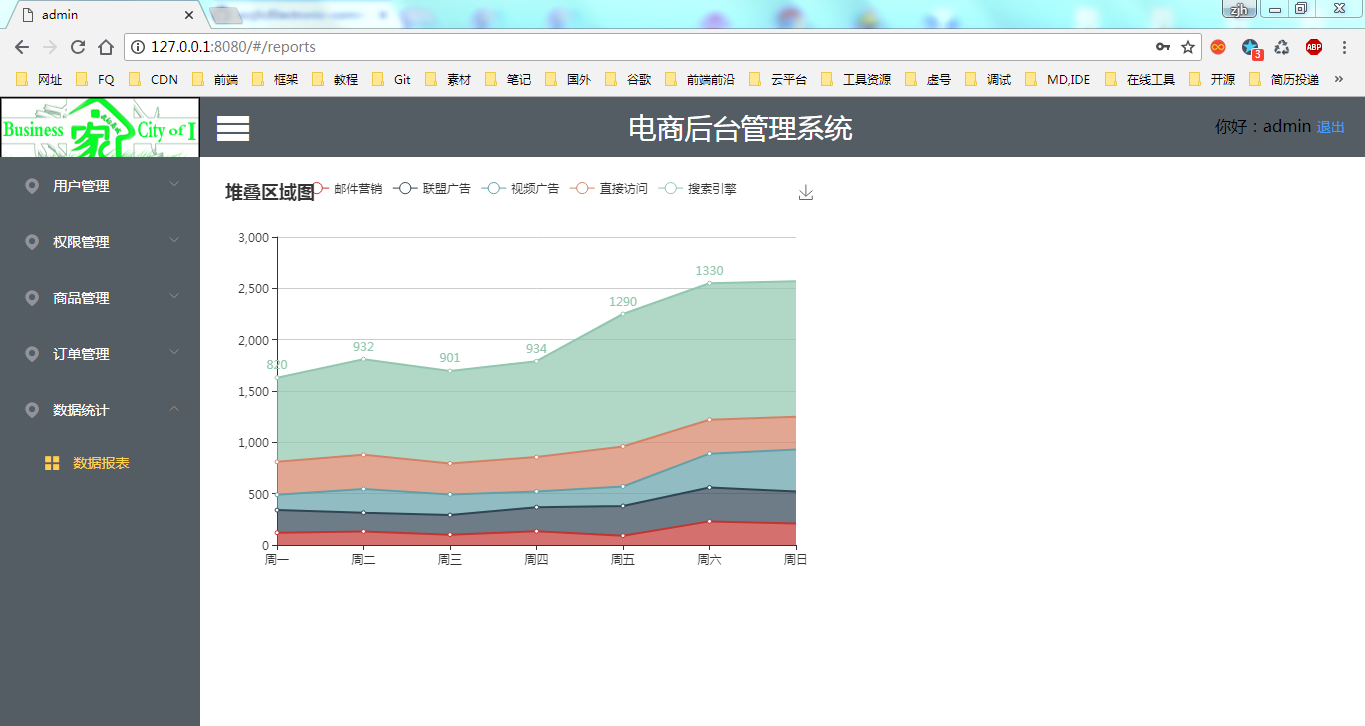 admin
zjh
127.0.0.1:8080/#/reports
3
ABP
网址 FQ CDN 前端 框架 教程 Git 素材 笔记 国外 谷歌 前端前沿 云平台 工具资源 虚号 调试 MD,IDE 在线工具 开源 简历投递 »
Business 家 City of I
电商后台管理系统
你好：admin 退出
用户管理
权限管理
商品管理
订单管理
数据统计
数据报表
堆叠区域图
邮件营销 联盟广告 视频广告 直接访问 搜索引擎
3,000
2,500
2,000
1,500
1,000
500
0
820 932 901 934 1290 1330
周一 周二 周三 周四 周五 周六 周日